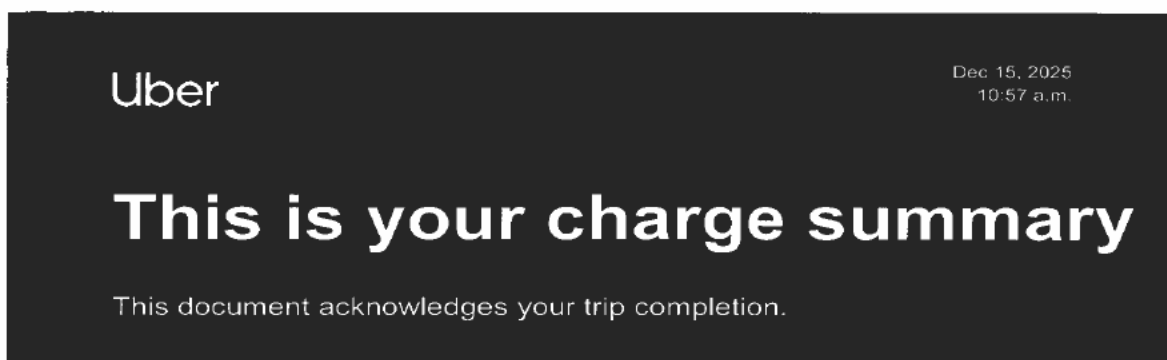 Uber
Dec 15, 2025
10:57 a.m.
This is your charge summary
This document acknowledges your trip completion.